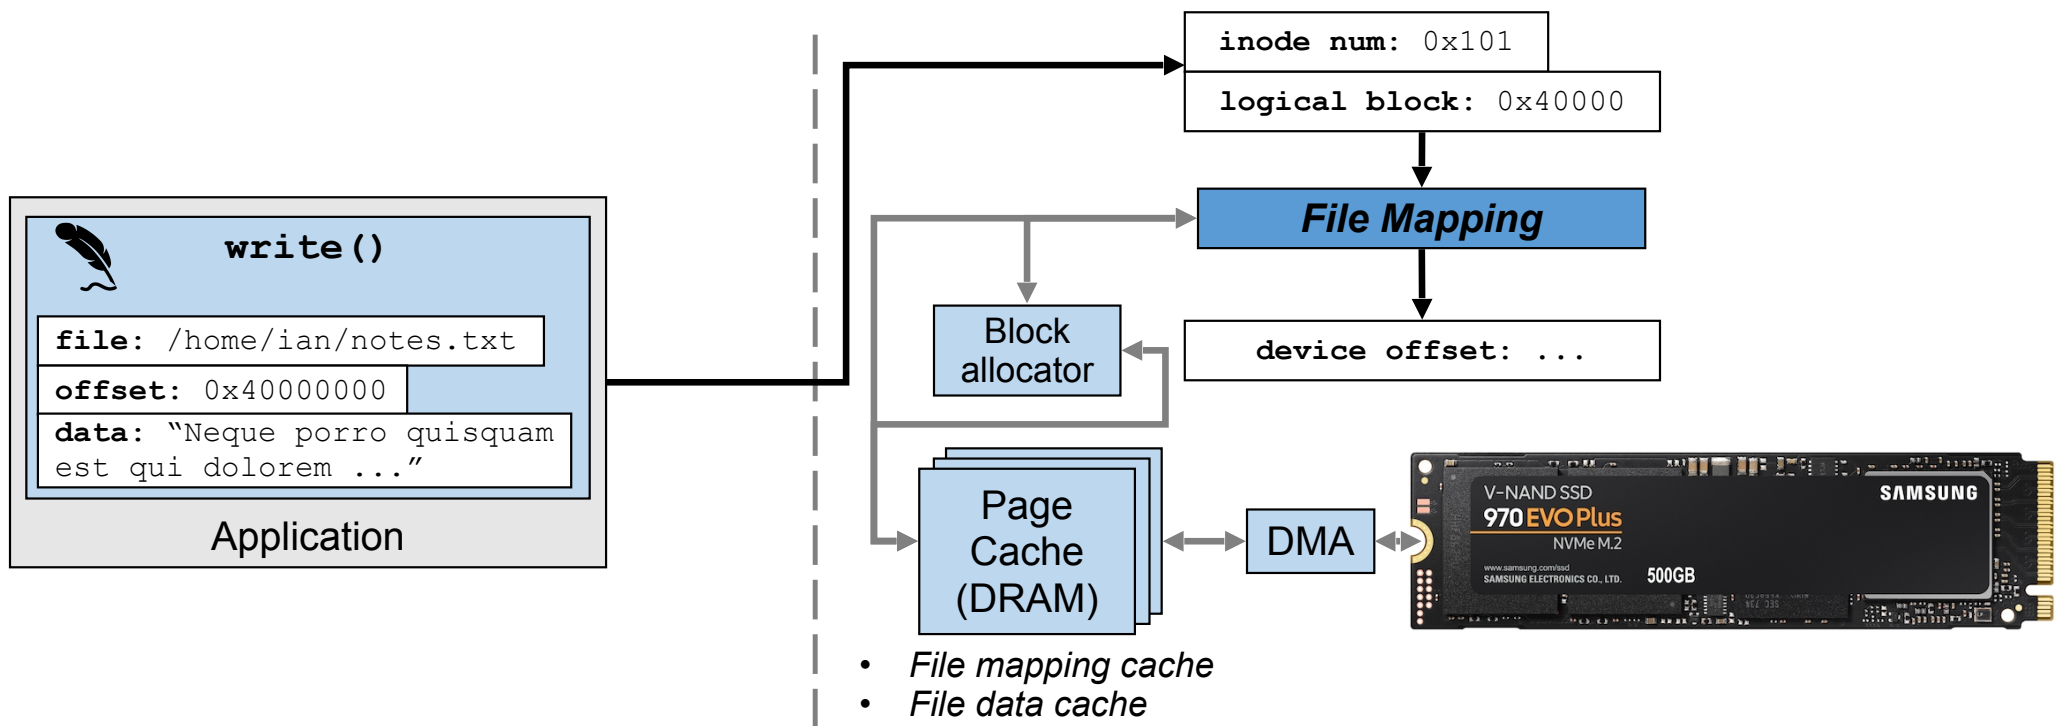 write()
file: /home/ian/notes.txt
offset: 0x40000000
data: “Neque porro quisquam
est qui dolorem ...”
Application
inode num: 0x101
logical block: 0x40000
File Mapping
device offset: ...
Block
allocator
Page
Cache
(DRAM)
DMA
V-NAND SSD
970 EVO Plus
NVMe M.2
www.samsung.com/ssd
SAMSUNG ELECTRONICS CO., LTD.
500GB
SAMSUNG
• File mapping cache
• File data cache